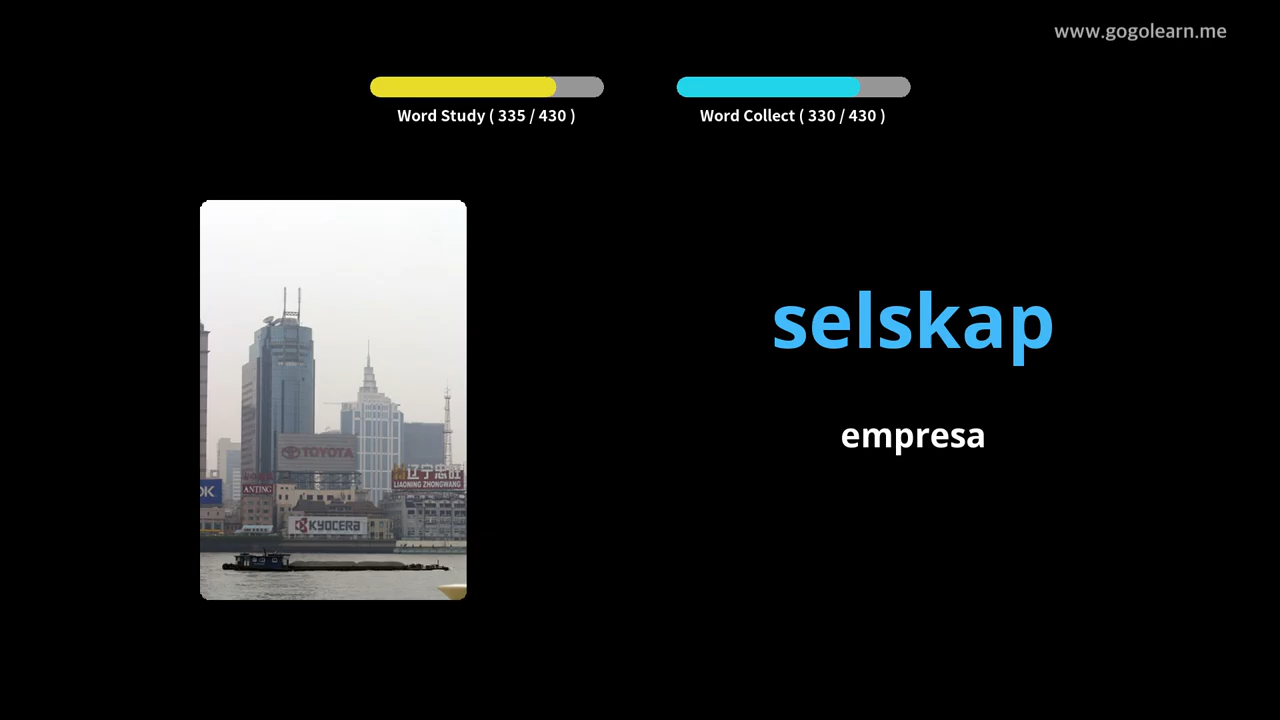 www.gogolearn.me
Word Study ( 335 / 430 )
Word Collect ( 330 / 430 )
selskap
empresa
TOYOTA
辽宁忠旺
LIAONING ZHONGWANG
ANTING
OK
KYOCERA